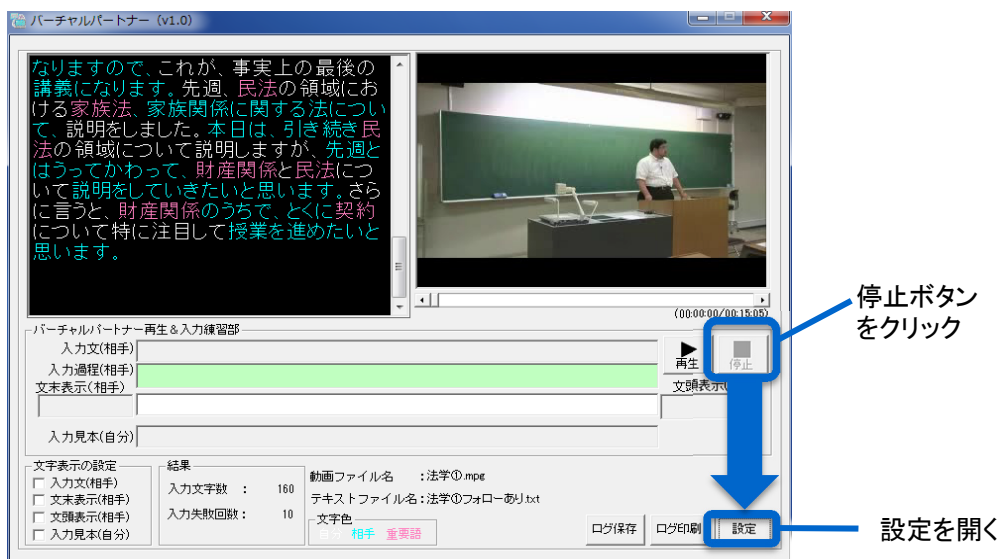 バーチャルパートナー (v1.0)
なりますので、これが、事実上の最後の
講義になります。先週、民法の領域にお
ける家族法、家族関係に関する法につい
て、説明をしました。本日は、引き続き民
法の領域について説明しますが、先週と
はうってかわって、財産関係と民法につ
いて説明をしていきたいと思います。さら
に言うと、財産関係のうちで、とくに契約
について特に注目して授業を進めたいと
思います。
(00:00:00/00:15:05)
停止ボタン
をクリック
バーチャルパートナー再生&入力練習部
入力文(相手)
再生
停止
入力過程(相手)
文末表示(相手)
文頭表示(
入力見本(自分)
文字表示の設定
入力文(相手)
文末表示(相手)
文頭表示(相手)
入力見本(自分)
結果
入力文字数 : 160
入力失敗回数: 10
動画ファイル名 :法学①.mpg
テキストファイル名:法学①フォローあり.txt
文字色
自分 相手 重要語
ログ保存
ログ印刷
設定
設定を開く